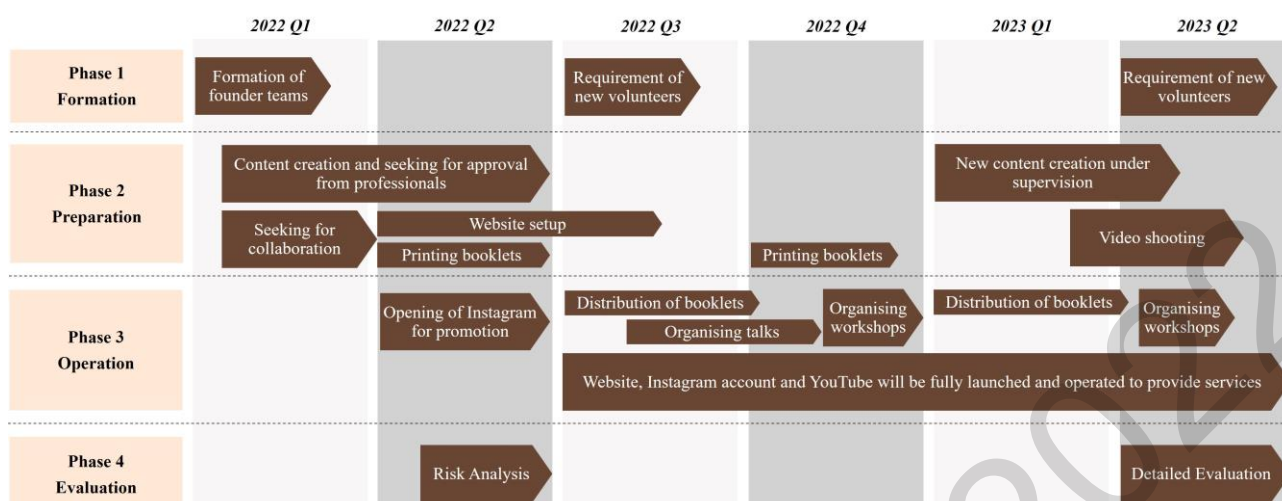 2022 Q1
2022 Q2
2022 Q3
2022 Q4
2023 Q1
2023 Q2
Phase 1
Formation
Formation of
founder teams
Requirement of
new volunteers
Requirement of new
volunteers
Phase 2
Preparation
Content creation and seeking for approval
from professionals
New content creation under
supervision
Seeking for
collaboration
Website setup
Printing booklets
Printing booklets
Video shooting
Phase 3
Operation
Opening of Instagram
for promotion
Distribution of booklets
Organising talks
Organising
workshops
Distribution of booklets
Organising
workshops
Website, Instagram account and YouTube will be fully launched and operated to provide services
Phase 4
Evaluation
Risk Analysis
Detailed Evaluation
2022